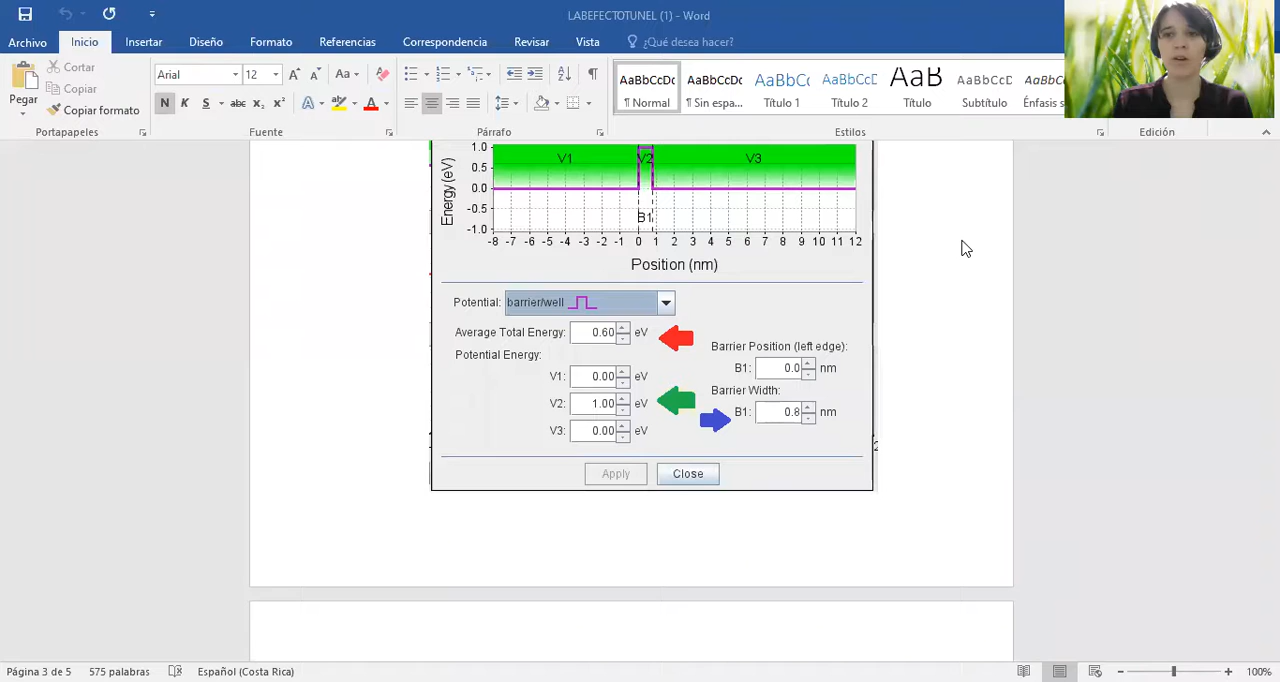 LABEFECTOTUNEL (1) - Word
Archivo Inicio Insertar Diseño Formato Referencias Correspondencia Revisar Vista ¿Qué desea hacer?
Pegar
Cortar
Copiar
Copiar formato
Portapapeles
Arial 12 Aa
N K S abc x₂ x² A A
Fuente
Párrafo
AaBbCcDc AaBbCcDc AaBbCcD AaBbCcD AaB AaBbCcD AaBbCc
¶ Normal ¶ Sin espa... Título 1 Título 2 Título Subtítulo Énfasis s
Estilos
Edición
Energy (eV)
1.0
0.5
0.0
-0.5
-1.0
V1 V2 V3
B1
-8 -7 -6 -5 -4 -3 -2 -1 0 1 2 3 4 5 6 7 8 9 10 11 12
Position (nm)
Potential: barrier/well
Average Total Energy: 0.60 eV
Potential Energy:
V1: 0.00 eV
V2: 1.00 eV
V3: 0.00 eV
Barrier Position (left edge):
B1: 0.0 nm
Barrier Width:
B1: 0.8 nm
Apply Close
Página 3 de 5 575 palabras Español (Costa Rica) 100%